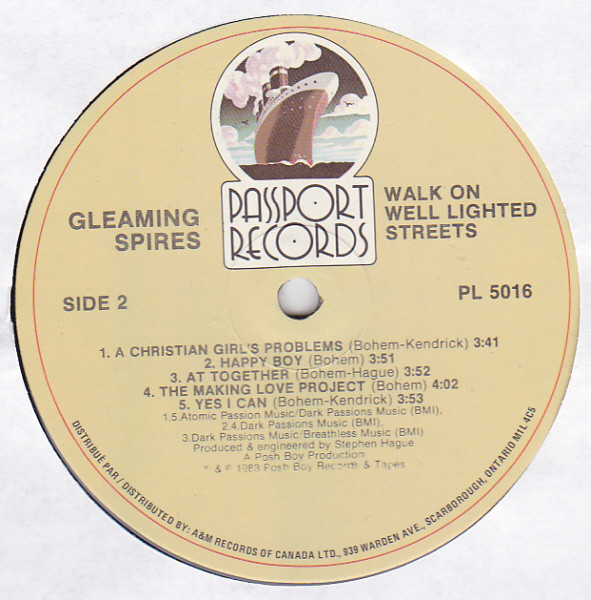 PASSPORT
RECORDS
GLEAMING
SPIRES
WALK ON
WELL LIGHTED
STREETS
SIDE 2
PL 5016
1. A CHRISTIAN GIRL'S PROBLEMS (Bohem-Kendrick) 3:41
2. HAPPY BOY (Bohem) 3:51
3. AT TOGETHER (Bohem-Hague) 3:52
4. THE MAKING LOVE PROJECT (Bohem) 4:02
5. YES I CAN (Bohem-Kendrick) 3:53
1.5.Atomic Passion Music/Dark Passions Music (BMI).
2.4.Dark Passions Music (BMI).
3.Dark Passions Music/Breathless Music (BMI)
Produced & engineered by Stephen Hague
A Posh Boy Production
℗ & © 1983 Posh Boy Records & Tapes
DISTRIBUÉ PAR / DISTRIBUTED BY: A&M RECORDS OF CANADA LTD., 939 WARDEN AVE., SCARBOROUGH, ONTARIO M1L 4C5